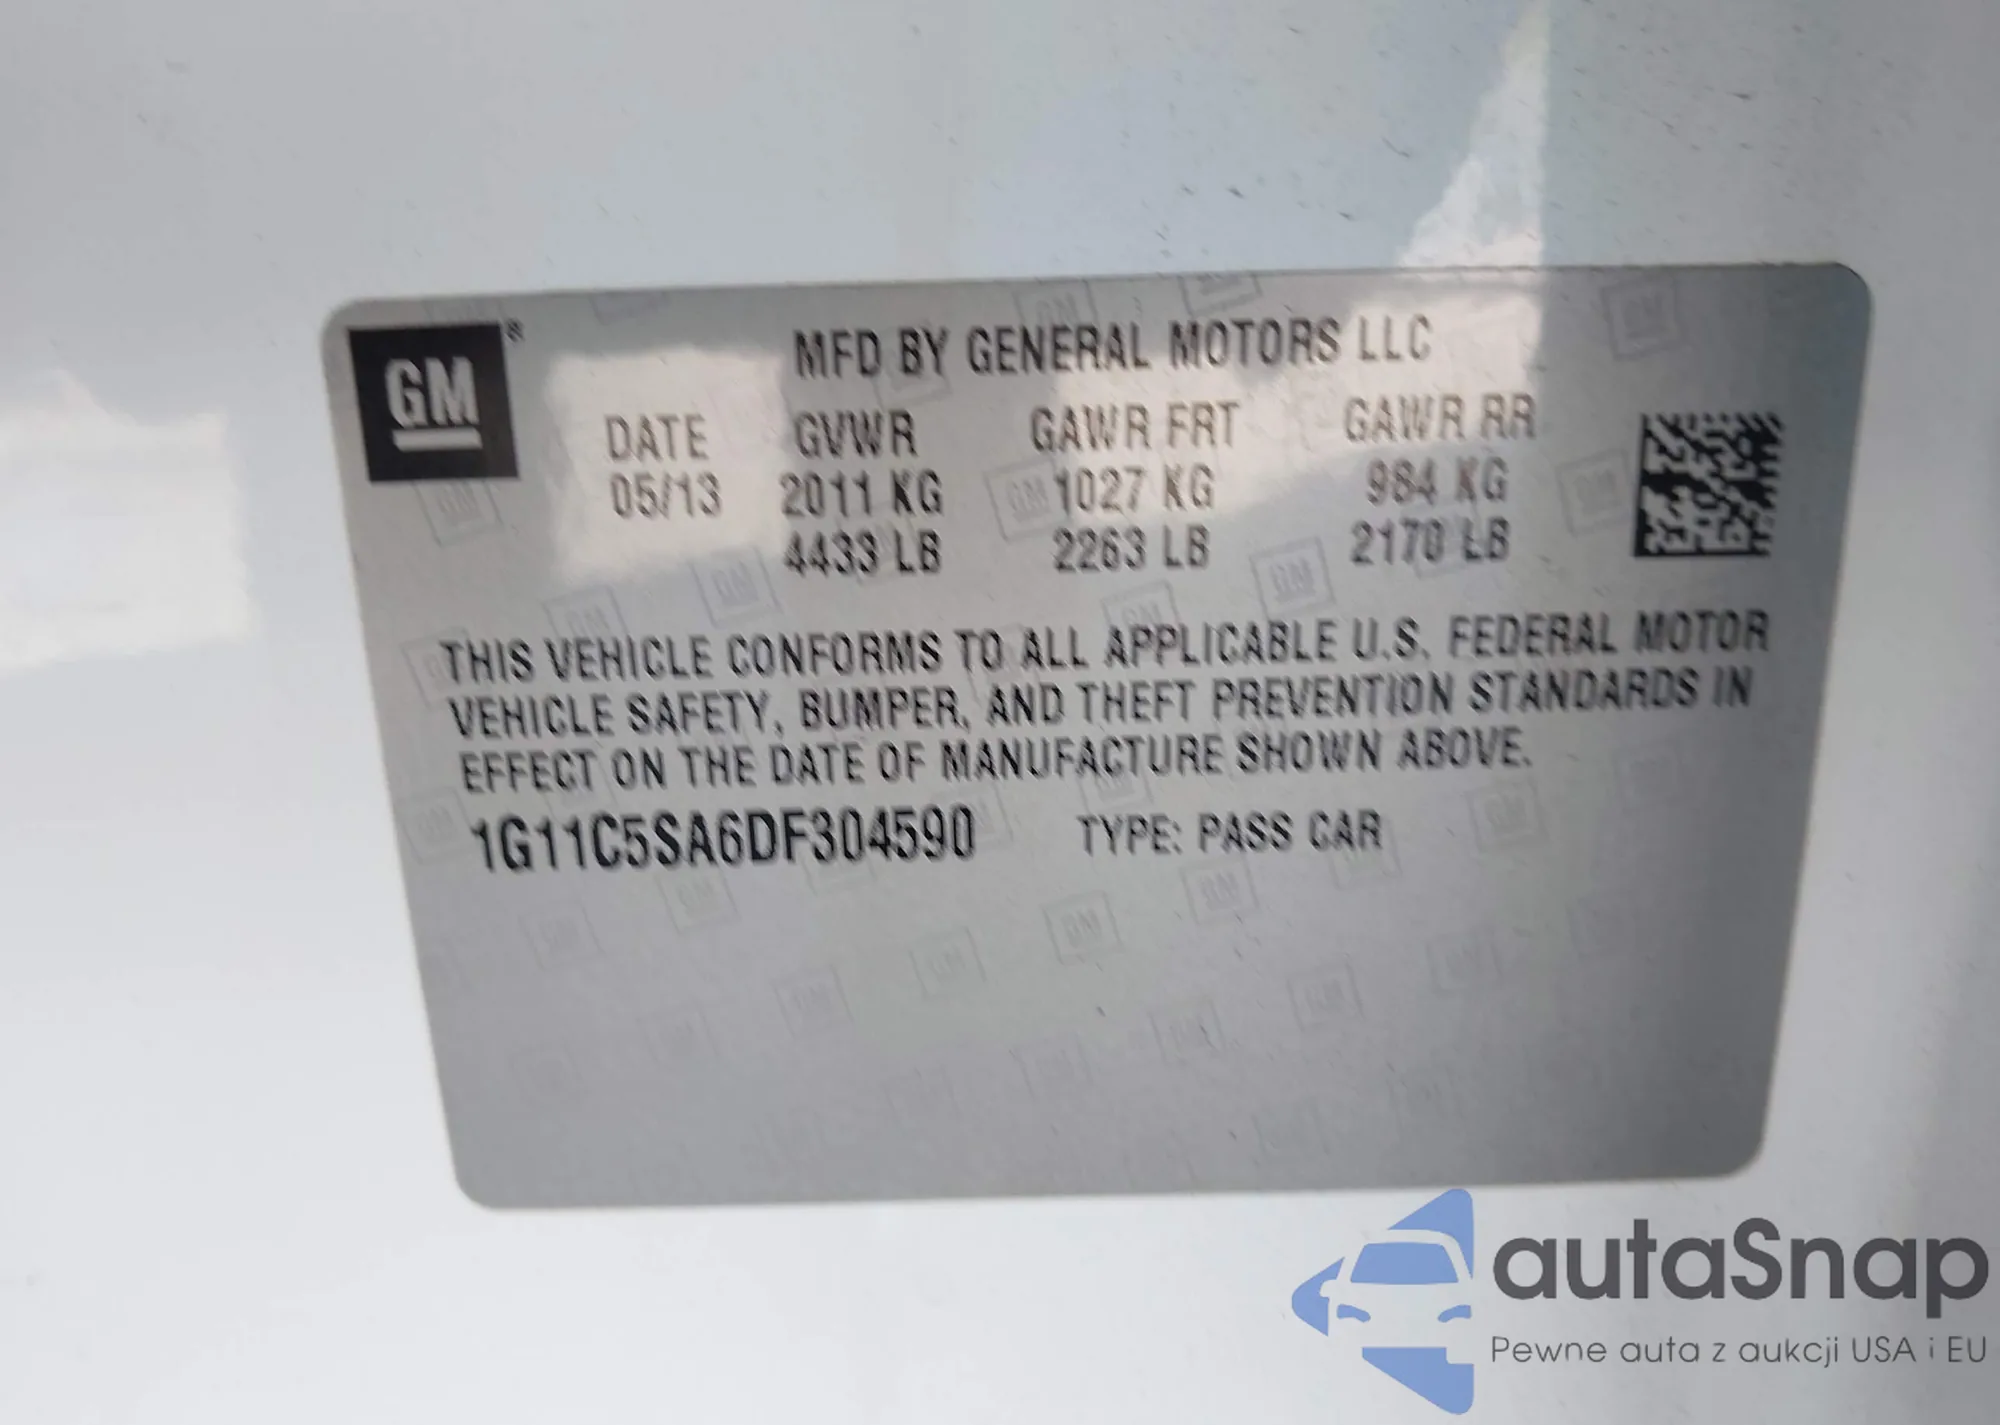 GM®
MFD BY GENERAL MOTORS LLC
DATE GVWR GAWR FRT GAWR RR
05/13 2011 KG 1027 KG 984 KG
4433 LB 2263 LB 2170 LB
THIS VEHICLE CONFORMS TO ALL APPLICABLE U.S. FEDERAL MOTOR
VEHICLE SAFETY, BUMPER, AND THEFT PREVENTION STANDARDS IN
EFFECT ON THE DATE OF MANUFACTURE SHOWN ABOVE.
1G11C5SA6DF304590 TYPE: PASS CAR
autaSnap
Pewne auta z aukcji USA i EU